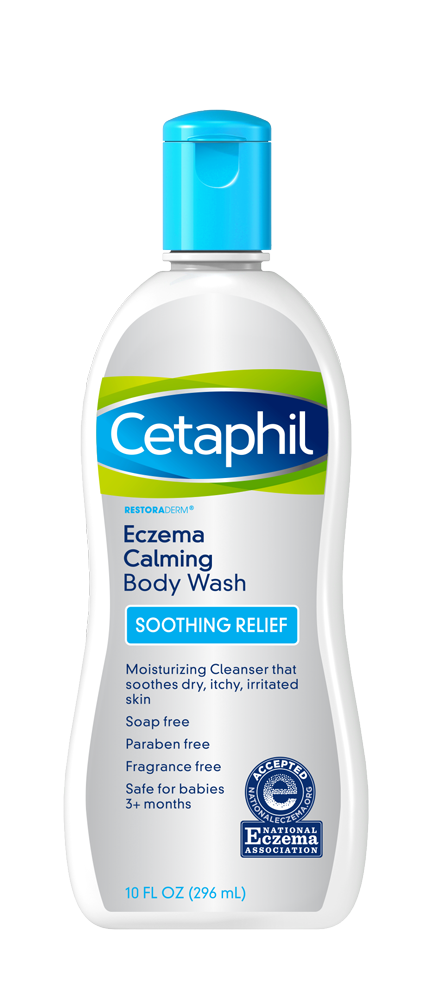 Cetaphil
RESTORADERM®
Eczema
Calming
Body Wash
SOOTHING RELIEF
Moisturizing Cleanser that
soothes dry, itchy, irritated
skin
Soap free
Paraben free
Fragrance free
Safe for babies
3+ months
ACCEPTED
e
NATIONALECZEMA.ORG
NATIONAL
Eczema
ASSOCIATION
10 FL OZ (296 mL)